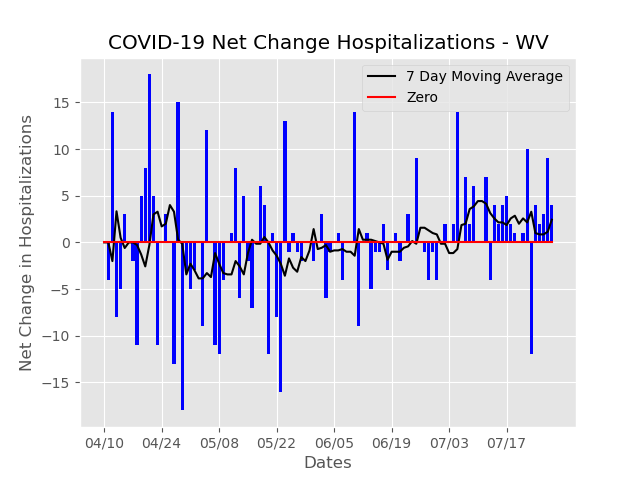 COVID-19 Net Change Hospitalizations - WV
7 Day Moving Average
Zero
Net Change in Hospitalizations
15
10
5
0
−5
−10
−15
04/10 04/24 05/08 05/22 06/05 06/19 07/03 07/17
Dates